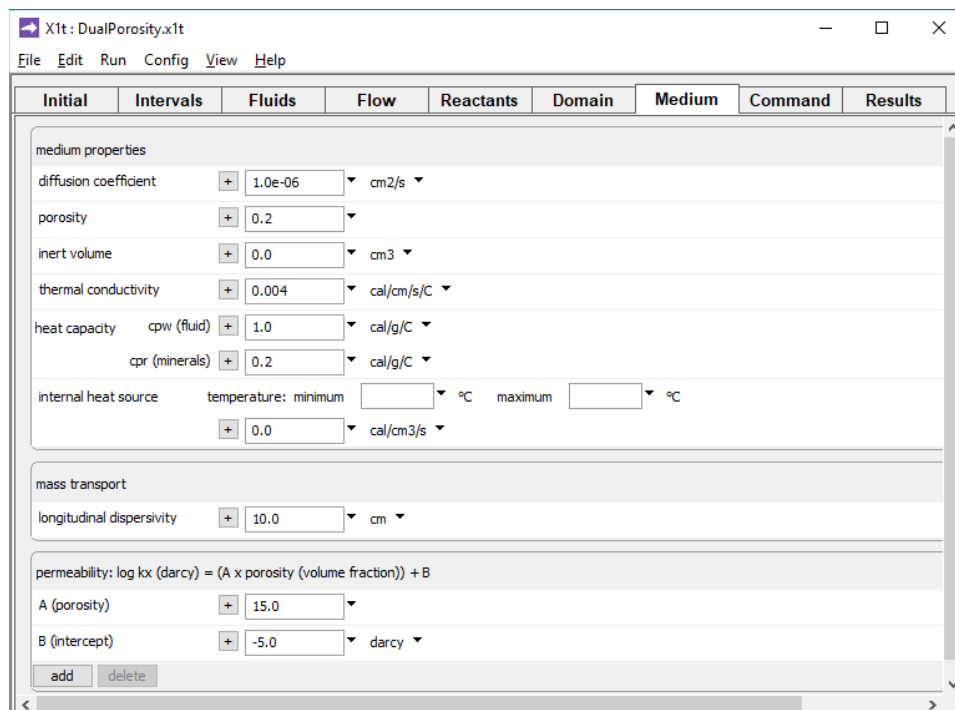 X1t : DualPorosity.x1t
File Edit Run Config View Help
Initial Intervals Fluids Flow Reactants Domain Medium Command Results
medium properties
diffusion coefficient + 1.0e-06 cm2/s
porosity + 0.2
inert volume + 0.0 cm3
thermal conductivity + 0.004 cal/cm/s/C
heat capacity cpw (fluid) + 1.0 cal/g/C
cpr (minerals) + 0.2 cal/g/C
internal heat source temperature: minimum ºC maximum ºC
+ 0.0 cal/cm3/s
mass transport
longitudinal dispersivity + 10.0 cm
permeability: log kx (darcy) = (A x porosity (volume fraction)) + B
A (porosity) + 15.0
B (intercept) + -5.0 darcy
add delete